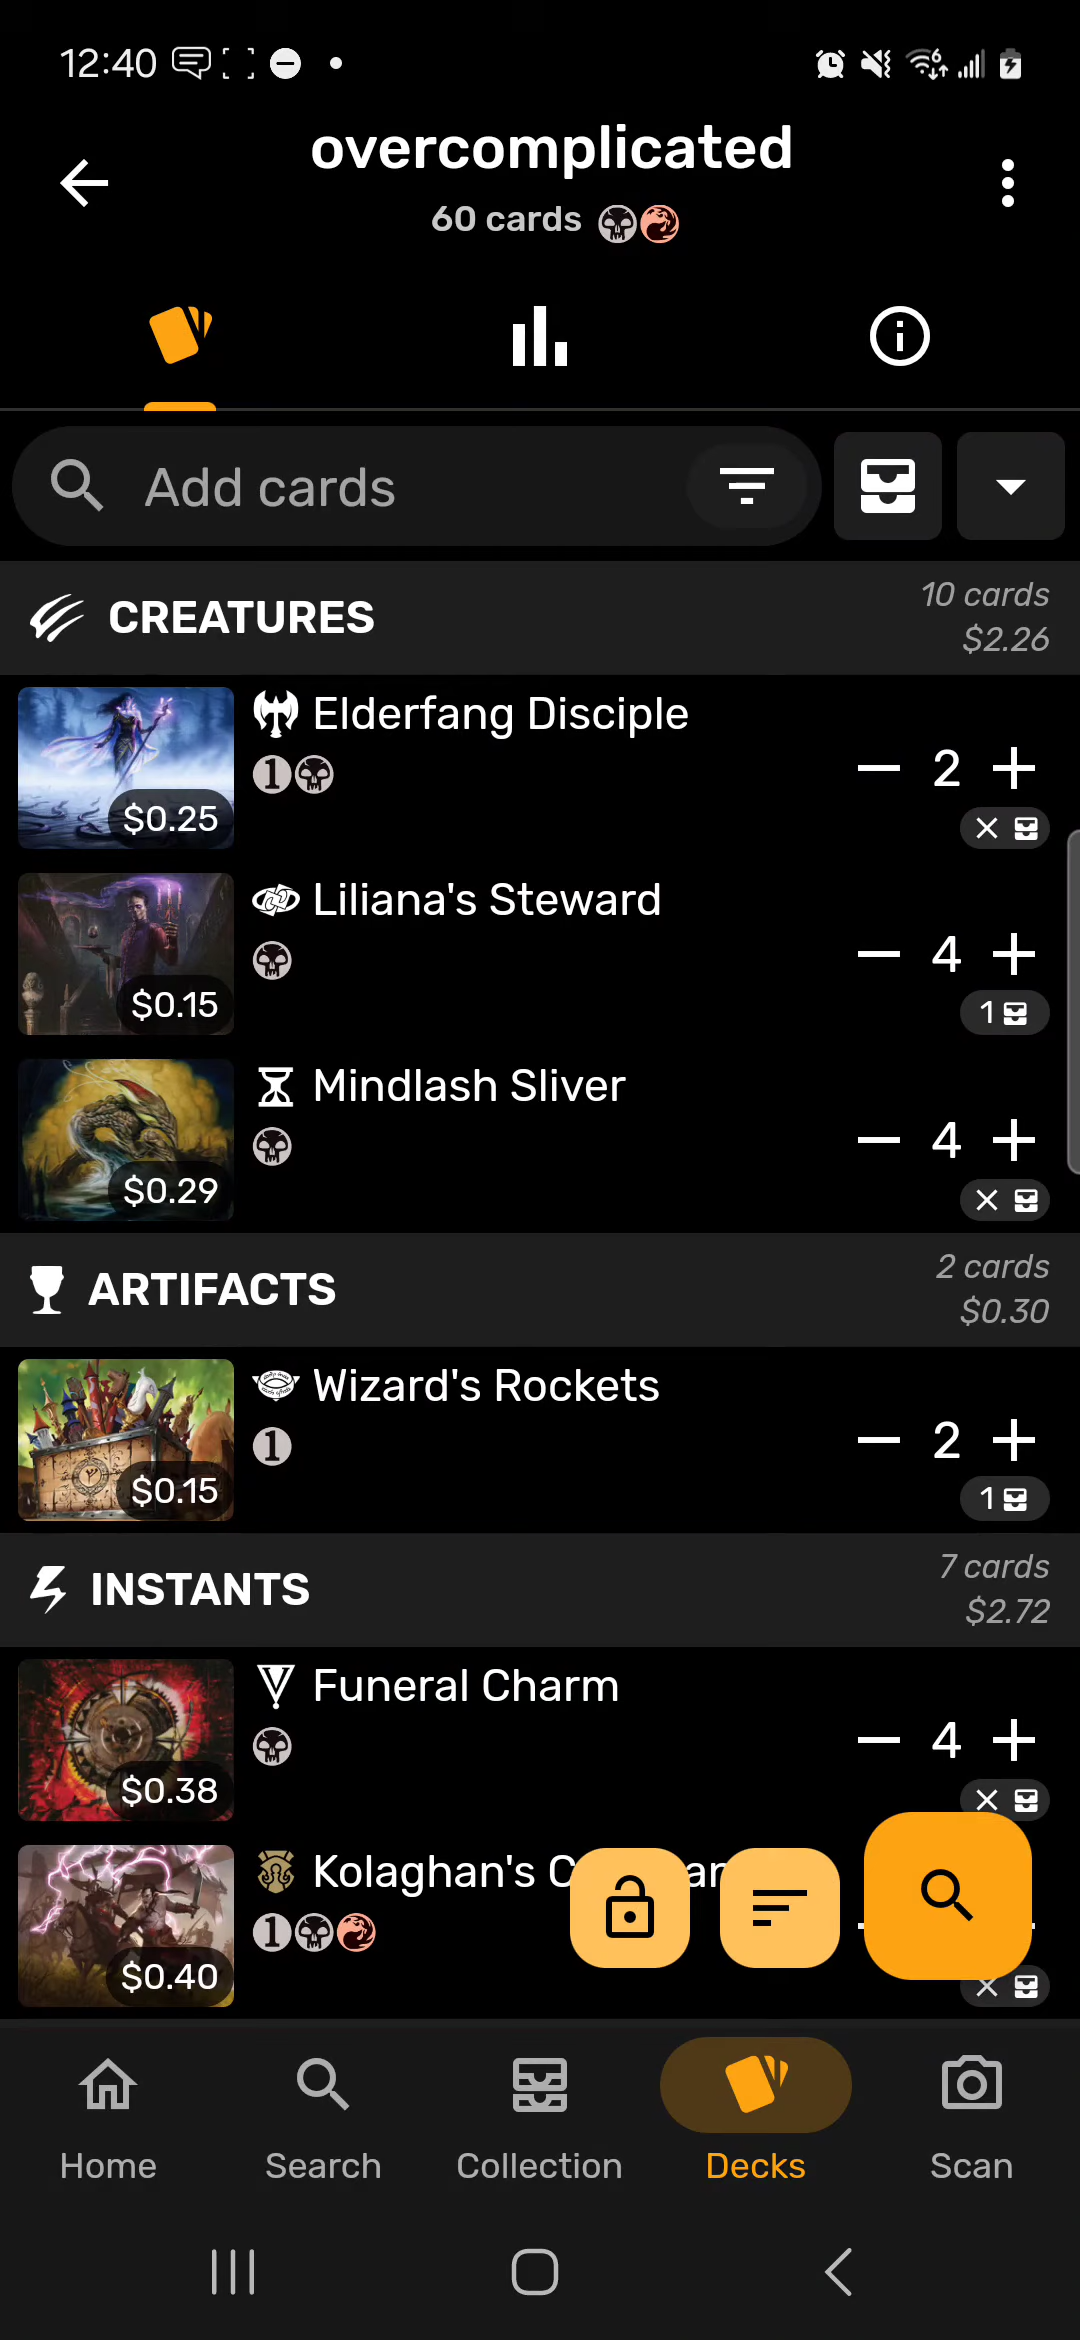 12:40
overcomplicated
60 cards
Add cards
CREATURES
10 cards
$2.26
Elderfang Disciple
1
2
$0.25
Liliana's Steward
4
$0.15
1
Mindlash Sliver
4
$0.29
ARTIFACTS
2 cards
$0.30
Wizard's Rockets
1
2
$0.15
1
INSTANTS
7 cards
$2.72
Funeral Charm
4
$0.38
Kolaghan's
1
$0.40
Home
Search
Collection
Decks
Scan